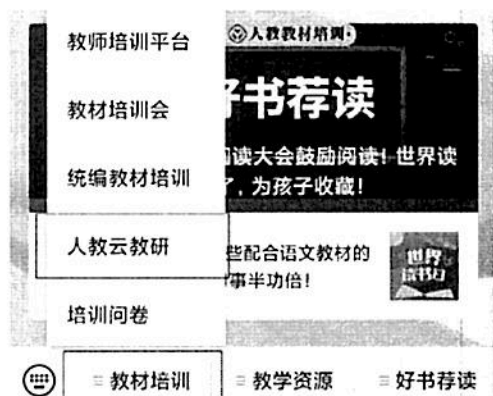 教师培训平台
人教教材培训
教材培训会
好书荐读
读大会鼓励阅读！世界读
统编教材培训
了，为孩子收藏！
人教云教研
些配合语文教材的
世界
读书日
事半功倍！
培训问卷
教材培训
教学资源
好书荐读